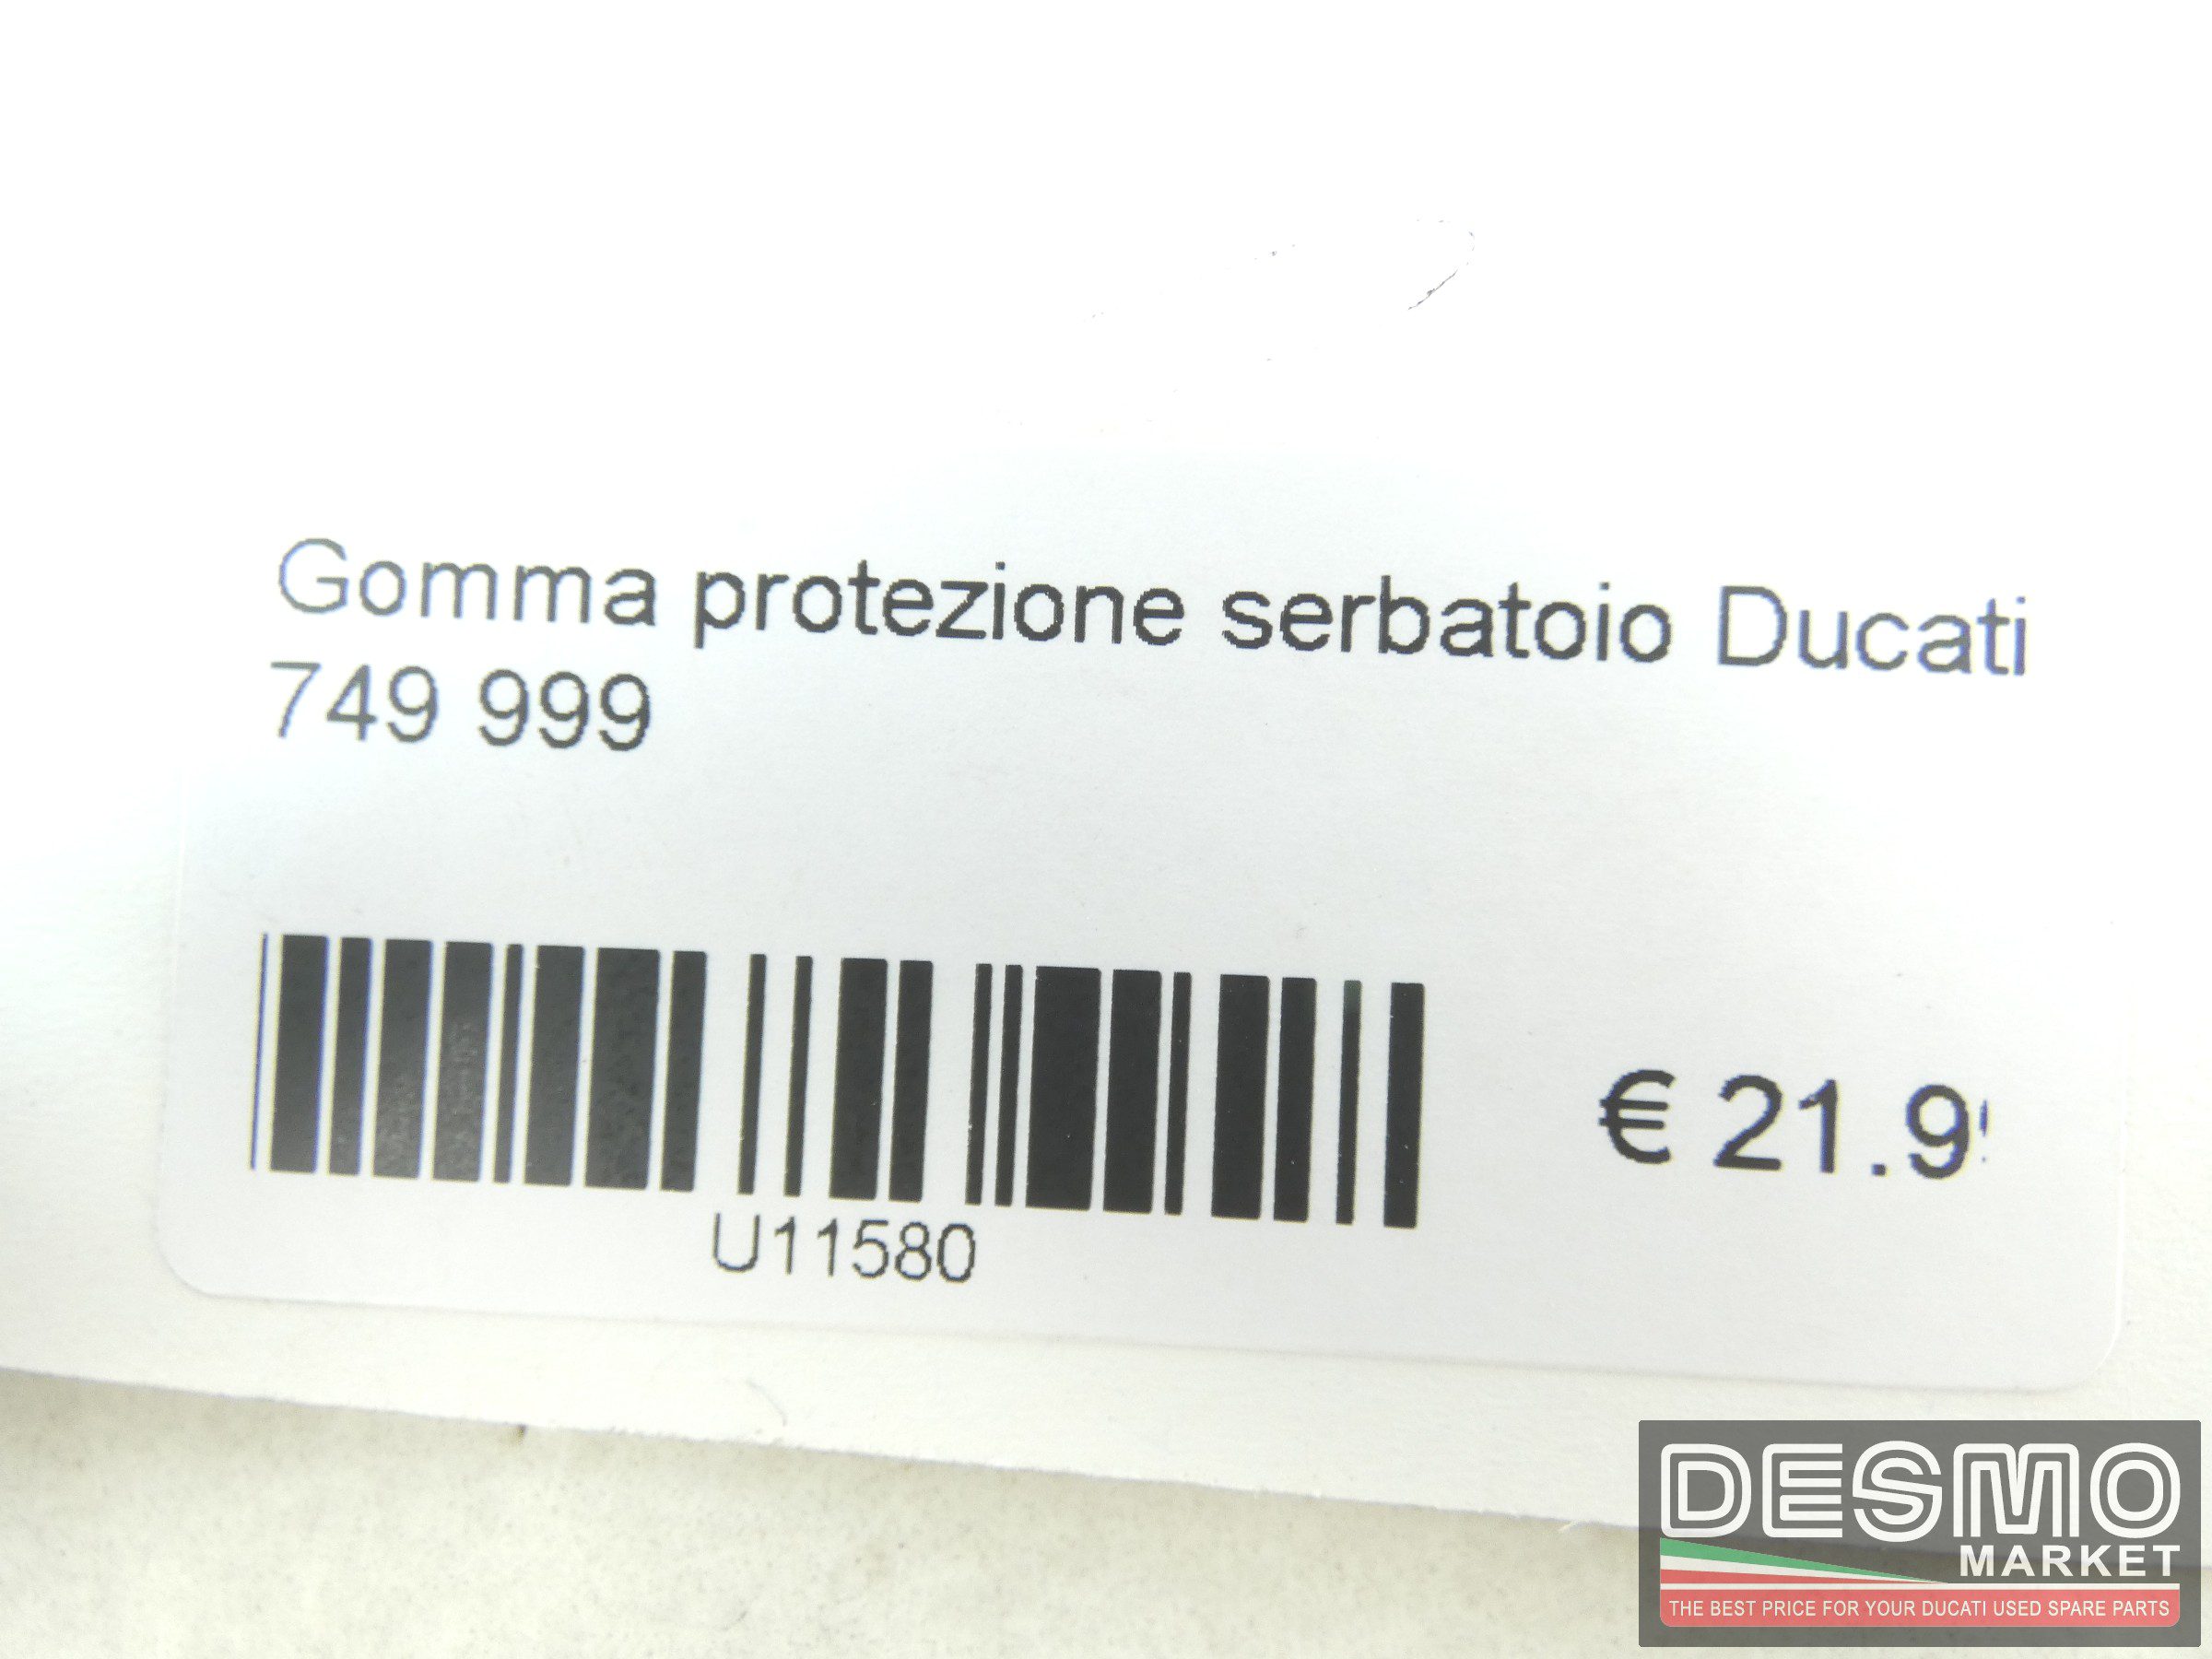 Gomma protezione serbatoio Ducati
749 999
€ 21.9
U11580
DESMO
MARKET
THE BEST PRICE FOR YOUR DUCATI USED SPARE PARTS